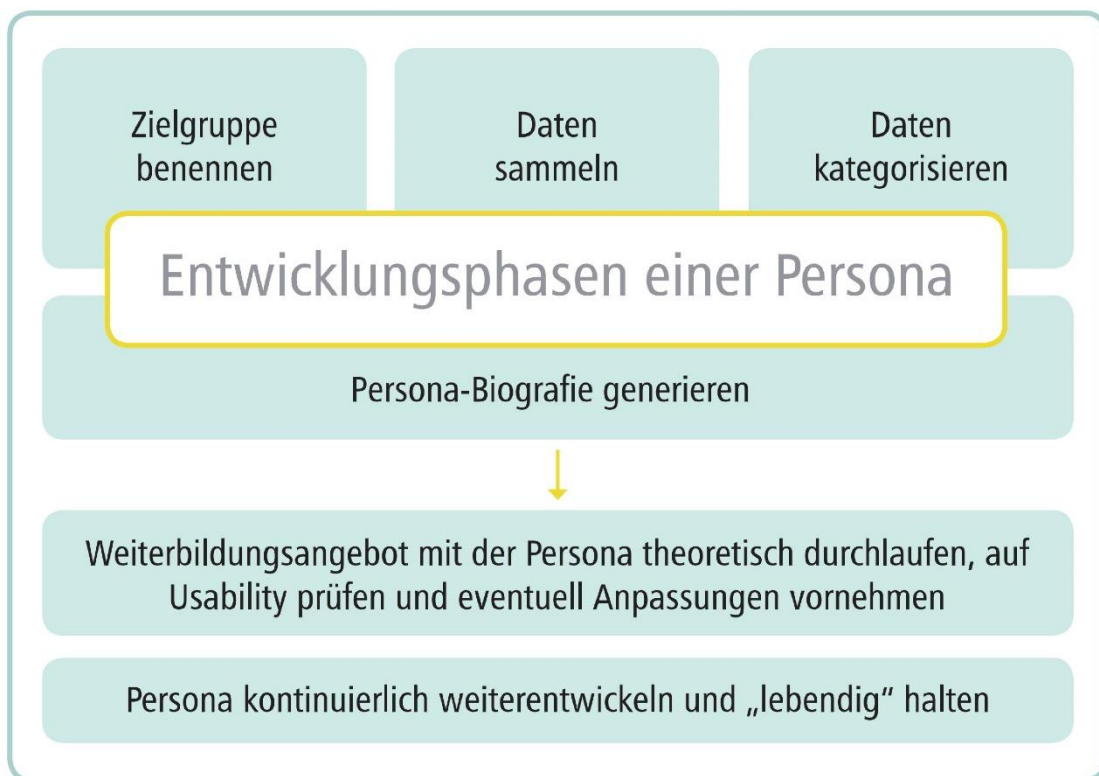 Zielgruppe
benennen
Daten
sammeln
Daten
kategorisieren
Entwicklungsphasen einer Persona
Persona-Biografie generieren
Weiterbildungsangebot mit der Persona theoretisch durchlaufen, auf
Usability prüfen und eventuell Anpassungen vornehmen
Persona kontinuierlich weiterentwickeln und „lebendig“ halten